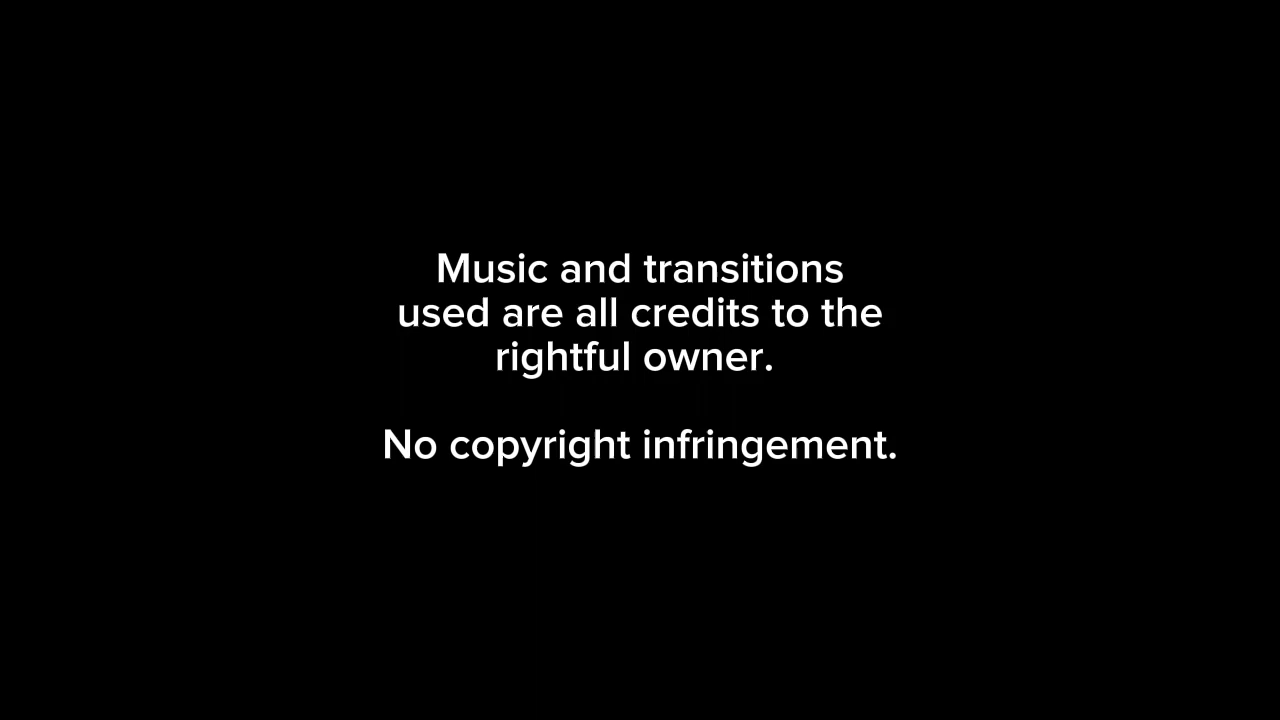 Music and transitions
used are all credits to the
rightful owner.
No copyright infringement.